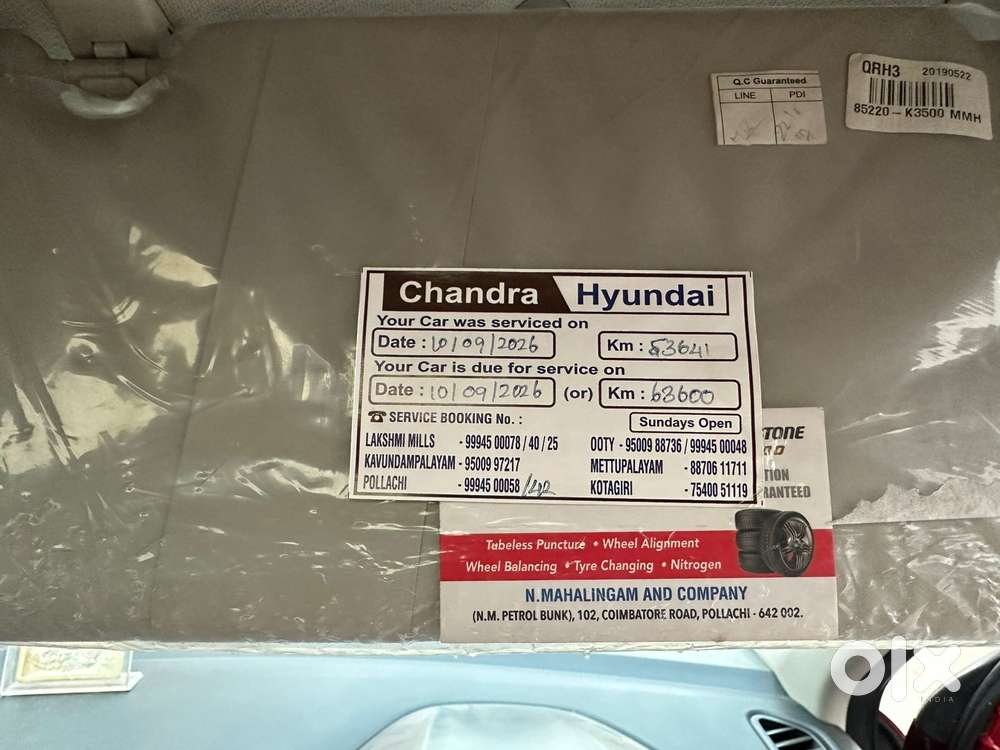 Q.C Guaranteed
LINE PDI
QRH3 20190522
85220-K3500 MMH
Chandra Hyundai
Your Car was serviced on
Date : 10/09/2026 Km : 53641
Your Car is due for service on
Date : 10/09/2026 (or) Km : 63600
☎ SERVICE BOOKING No. : Sundays Open
LAKSHMI MILLS - 99945 00078 / 40 / 25 OOTY - 95009 88736 / 99945 00048
KAVUNDAMPALAYAM - 95009 97217 METTUPALAYAM - 88706 11711
POLLACHI - 99945 00058 KOTAGIRI - 75400 51119
TONE
TION
RANTEED
Tubeless Puncture • Wheel Alignment
Wheel Balancing • Tyre Changing • Nitrogen
N.MAHALINGAM AND COMPANY
(N.M. PETROL BUNK), 102, COIMBATORE ROAD, POLLACHI - 642 002.
olx
INDIA